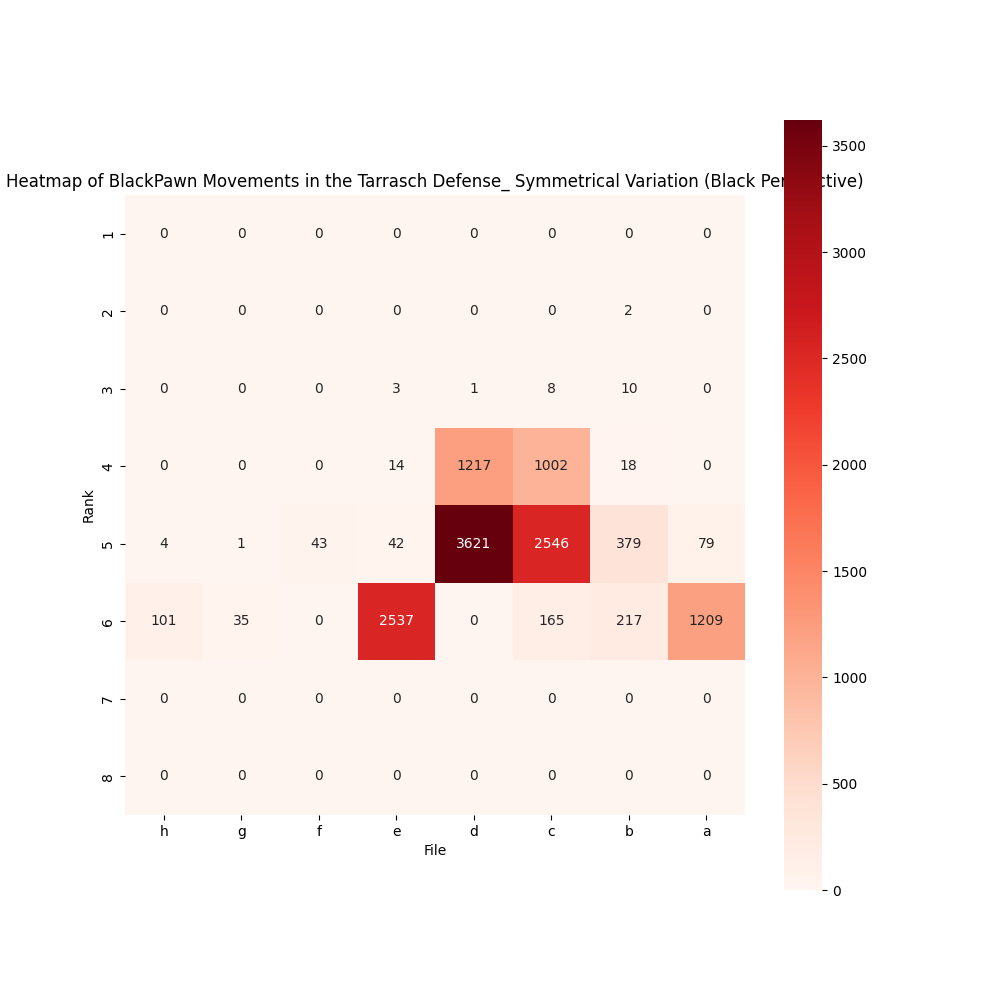 Heatmap of BlackPawn Movements in the Tarrasch Defense_ Symmetrical Variation (Black Perspective)
3500
3000
2500
2000
1500
1000
500
0
Rank
1 0 0 0 0 0 0 0 0
2 0 0 0 0 0 0 2 0
3 0 0 0 3 1 8 10 0
4 0 0 0 14 1217 1002 18 0
5 4 1 43 42 3621 2546 379 79
6 101 35 0 2537 0 165 217 1209
7 0 0 0 0 0 0 0 0
8 0 0 0 0 0 0 0 0
h g f e d c b a
File